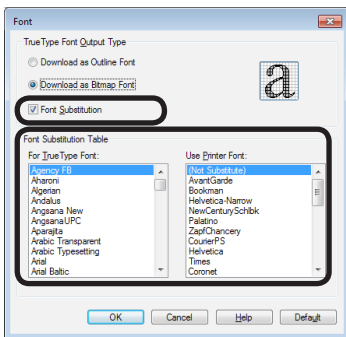 Font
TrueType Font Output Type
Download as Outline Font
Download as Bitmap Font
a
Font Substitution
Font Substitution Table
For TrueType Font:
Agency FB
Aharoni
Algerian
Andalus
Angsana New
AngsanaUPC
Aparajita
Arabic Transparent
Arabic Typesetting
Arial
Arial Baltic
Use Printer Font:
(Not Substitute)
AvantGarde
Bookman
Helvetica-Narrow
NewCenturySchlbk
Palatino
ZapfChancery
CourierPS
Helvetica
Times
Coronet
OK Cancel Help Default